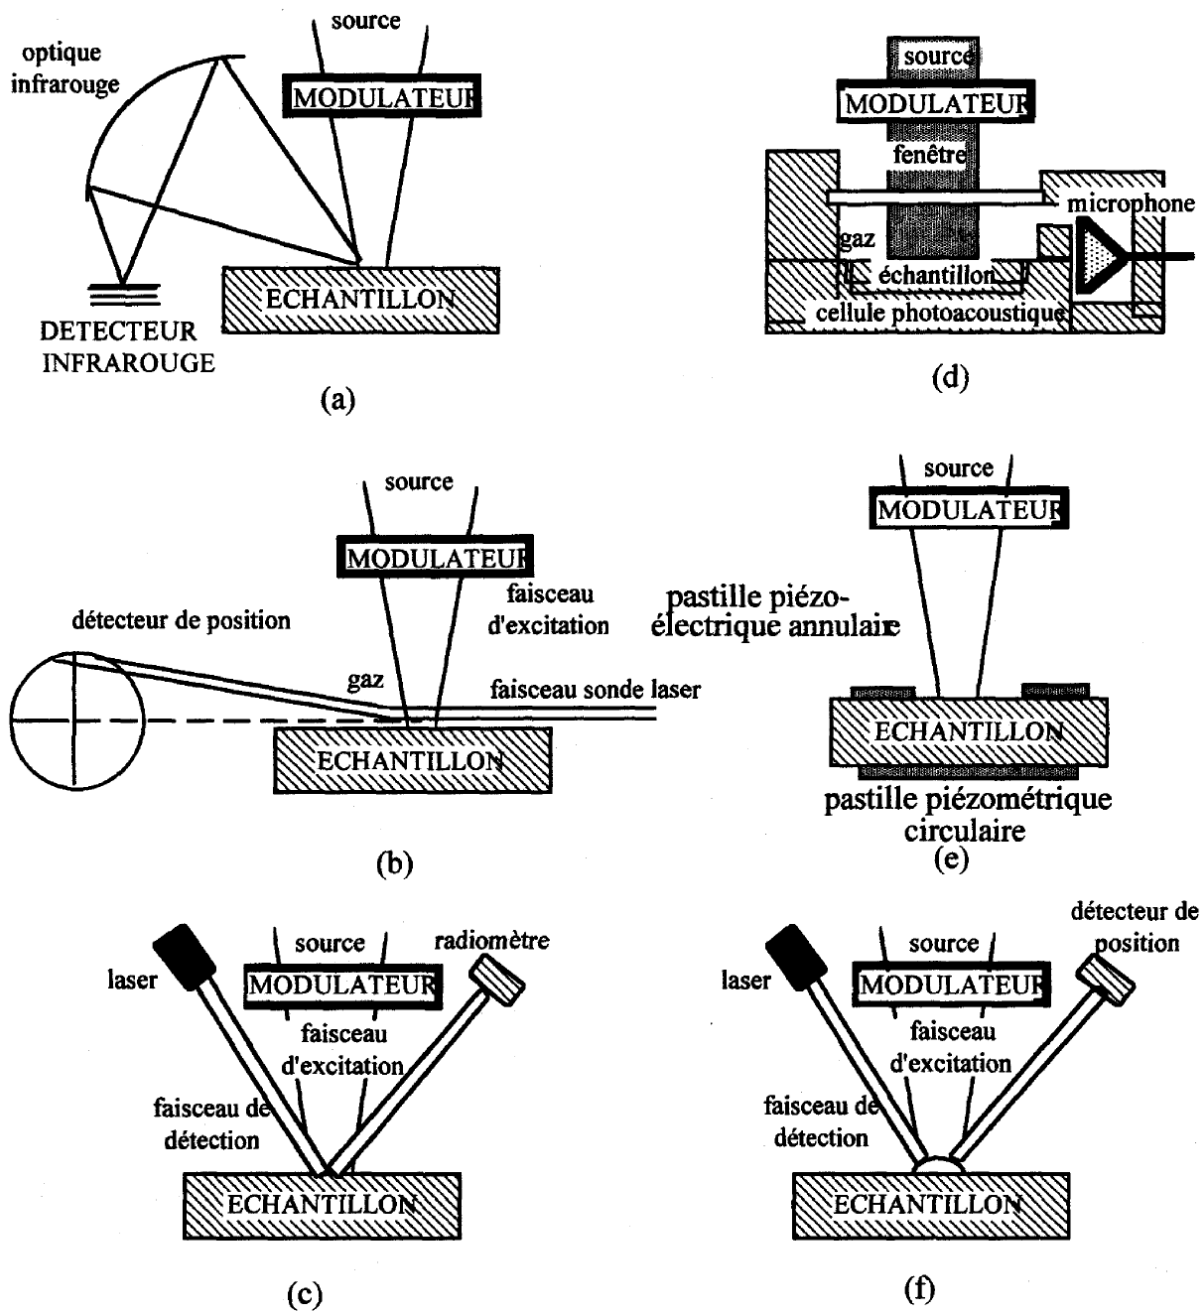 source
optique
infrarouge
MODULATEUR
ECHANTILLON
DETECTEUR
INFRAROUGE
(a)
source
MODULATEUR
fenêtre
microphone
gaz
échantillon
cellule photoacoustique
(d)
source
MODULATEUR
faisceau
d'excitation
détecteur de position
gaz
faisceau sonde laser
ECHANTILLON
(b)
source
MODULATEUR
pastille piézo-
électrique annulaire
ECHANTILLON
pastille piézométrique
circulaire
(e)
source
radiomètre
laser
MODULATEUR
faisceau
d'excitation
faisceau de
détection
ECHANTILLON
(c)
détecteur de
position
source
laser
MODULATEUR
faisceau
d'excitation
faisceau de
détection
ECHANTILLON
(f)